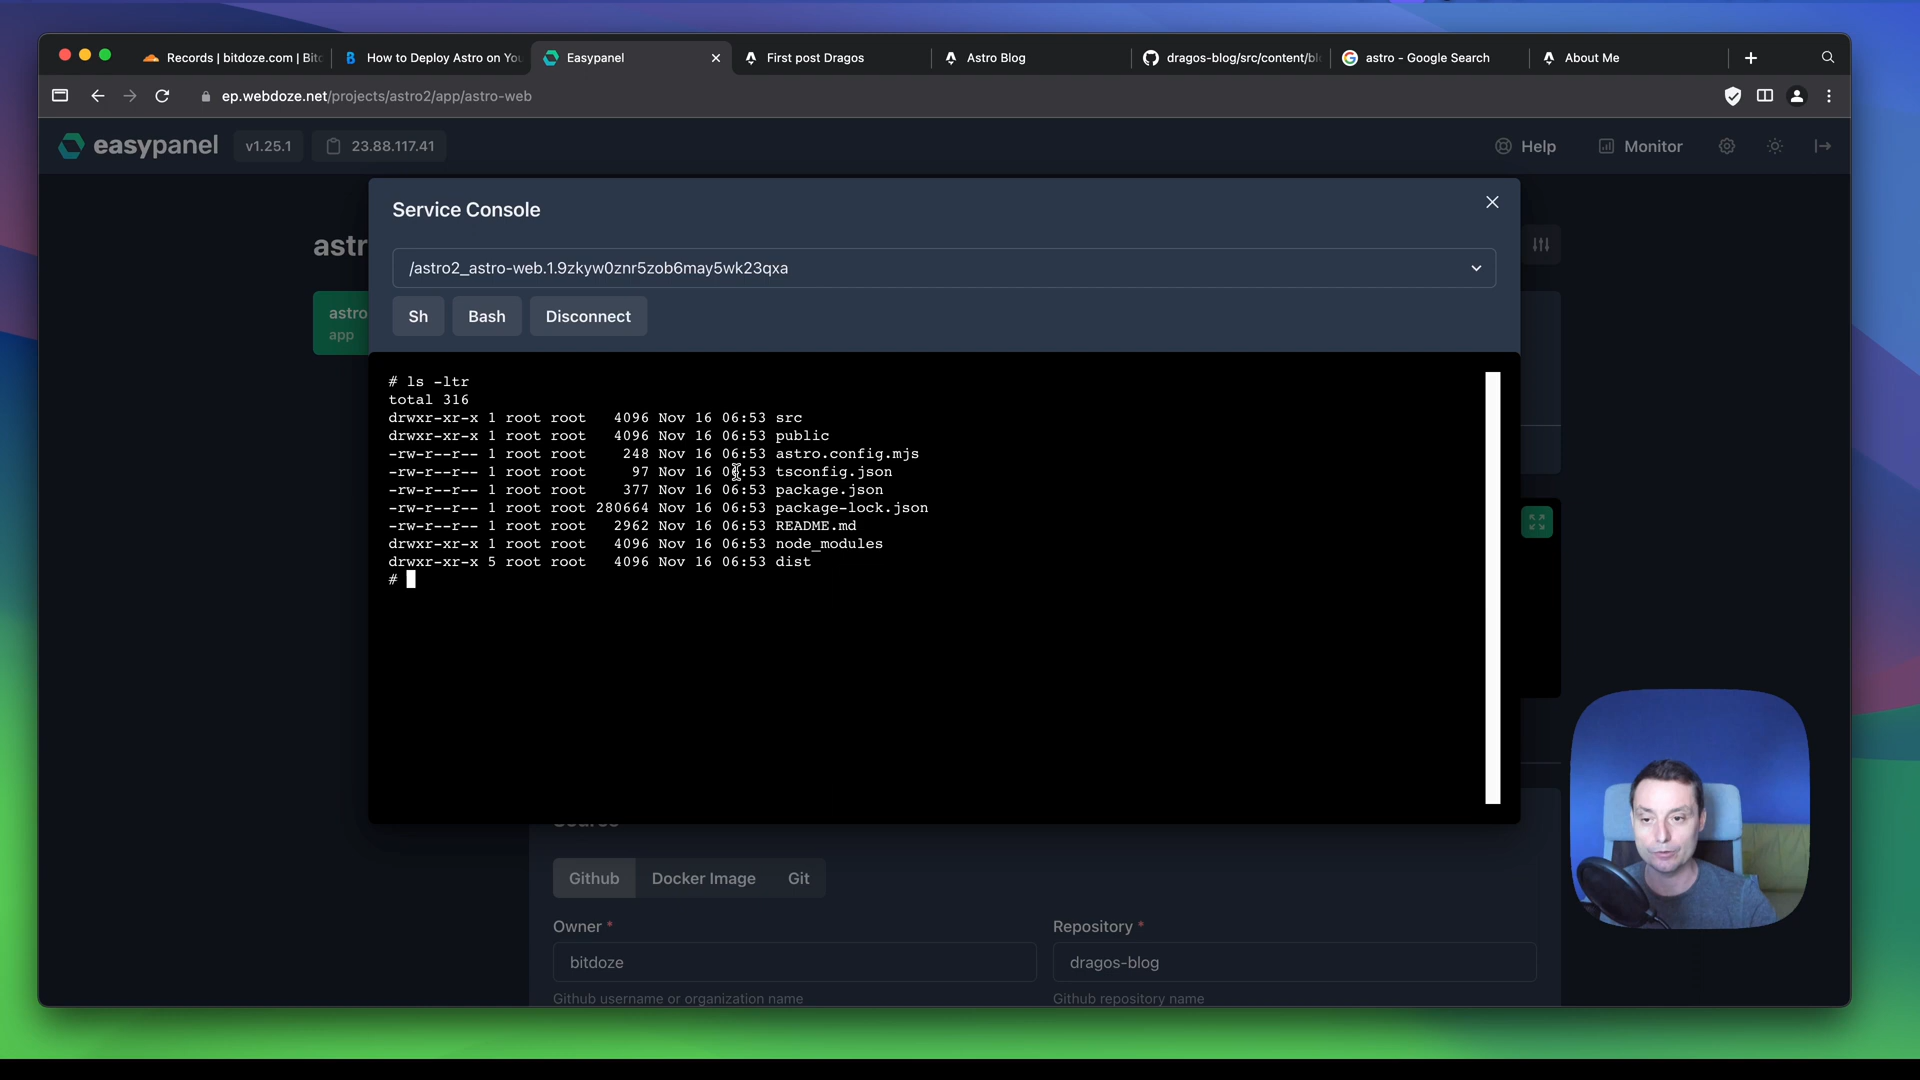 Records | bitdoze.com | Bitd
How to Deploy Astro on You
Easypanel
First post Dragos
Astro Blog
dragos-blog/src/content/blo
astro - Google Search
About Me
ep.webdoze.net/projects/astro2/app/astro-web
easypanel
v1.25.1
23.88.117.41
Help
Monitor
astr
Service Console
/astro2_astro-web.1.9zkyw0znr5zob6may5wk23qxa
astro
app
Sh
Bash
Disconnect
# ls -ltr
total 316
drwxr-xr-x 1 root root 4096 Nov 16 06:53 src
drwxr-xr-x 1 root root 4096 Nov 16 06:53 public
-rw-r--r-- 1 root root 248 Nov 16 06:53 astro.config.mjs
-rw-r--r-- 1 root root 97 Nov 16 06:53 tsconfig.json
-rw-r--r-- 1 root root 377 Nov 16 06:53 package.json
-rw-r--r-- 1 root root 280664 Nov 16 06:53 package-lock.json
-rw-r--r-- 1 root root 2962 Nov 16 06:53 README.md
drwxr-xr-x 1 root root 4096 Nov 16 06:53 node_modules
drwxr-xr-x 5 root root 4096 Nov 16 06:53 dist
#
Source
Github
Docker Image
Git
Owner *
Repository *
bitdoze
dragos-blog
Github username or organization name
Github repository name